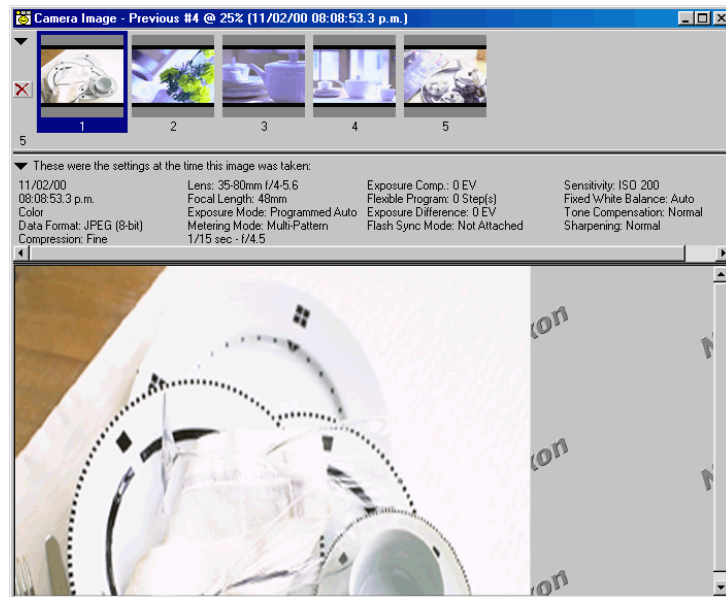 Camera Image - Previous #4 @ 25% (11/02/00 08:08:53.3 p.m.)
1 2 3 4 5
5
These were the settings at the time this image was taken:
11/02/00 Lens: 35-80mm f/4-5.6 Exposure Comp.: 0 EV Sensitivity: ISO 200
08:08:53.3 p.m. Focal Length: 48mm Flexible Program: 0 Step(s) Fixed White Balance: Auto
Color Exposure Mode: Programmed Auto Exposure Difference: 0 EV Tone Compensation: Normal
Data Format: JPEG (8-bit) Metering Mode: Multi-Pattern Flash Sync Mode: Not Attached Sharpening: Normal
Compression: Fine 1/15 sec - f/4.5